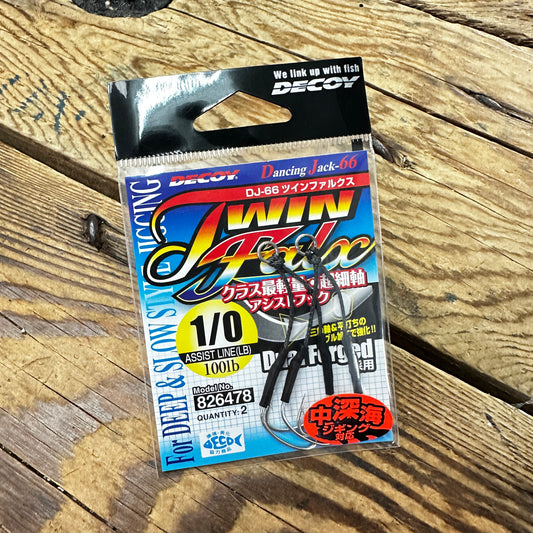 We link up with fish
DECOY
DECOY
Dancing Jack-66
DJ-66 ツインファルクス
TWIN
Falx
クラス最軽量
超細軸
アシストフック
1/0
ASSIST LINE(LB)
100lb
Forged
Model No.
826478
QUANTITY: 2
中深海
ジギング
対応
For DEEP & SLOW STYLE JIGGING